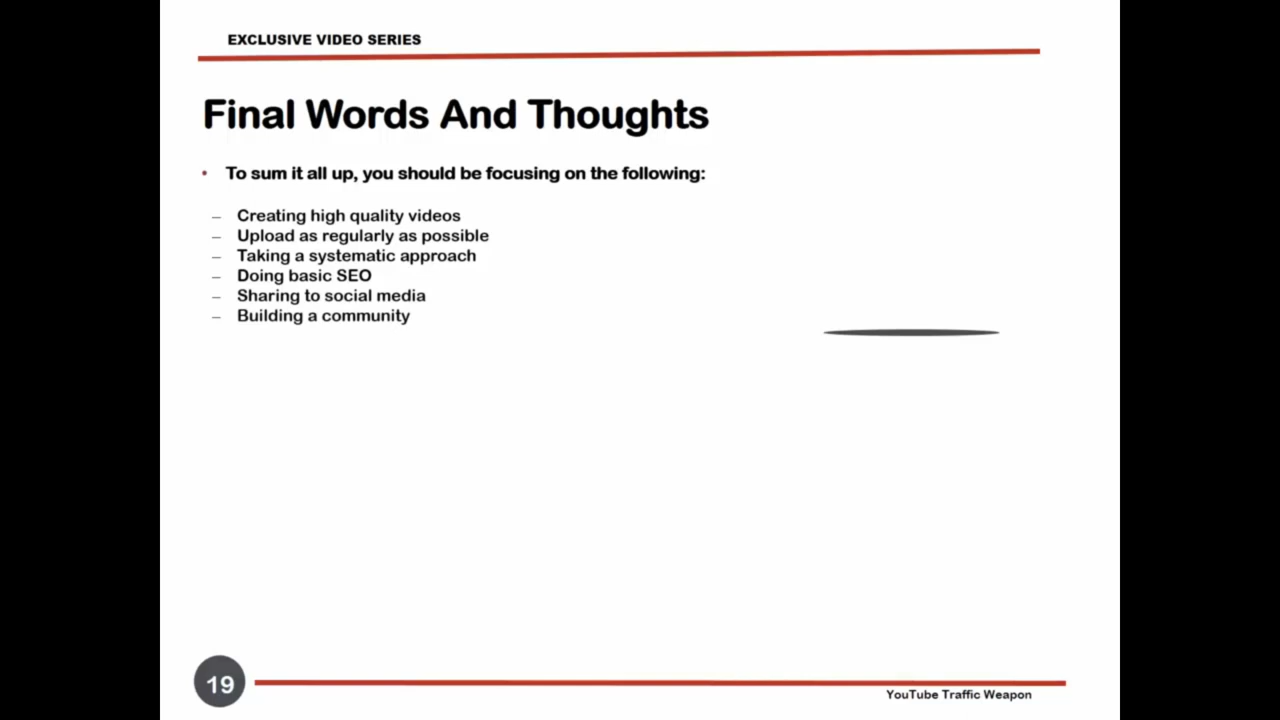 EXCLUSIVE VIDEO SERIES
Final Words And Thoughts
• To sum it all up, you should be focusing on the following:
– Creating high quality videos
– Upload as regularly as possible
– Taking a systematic approach
– Doing basic SEO
– Sharing to social media
– Building a community
19
YouTube Traffic Weapon